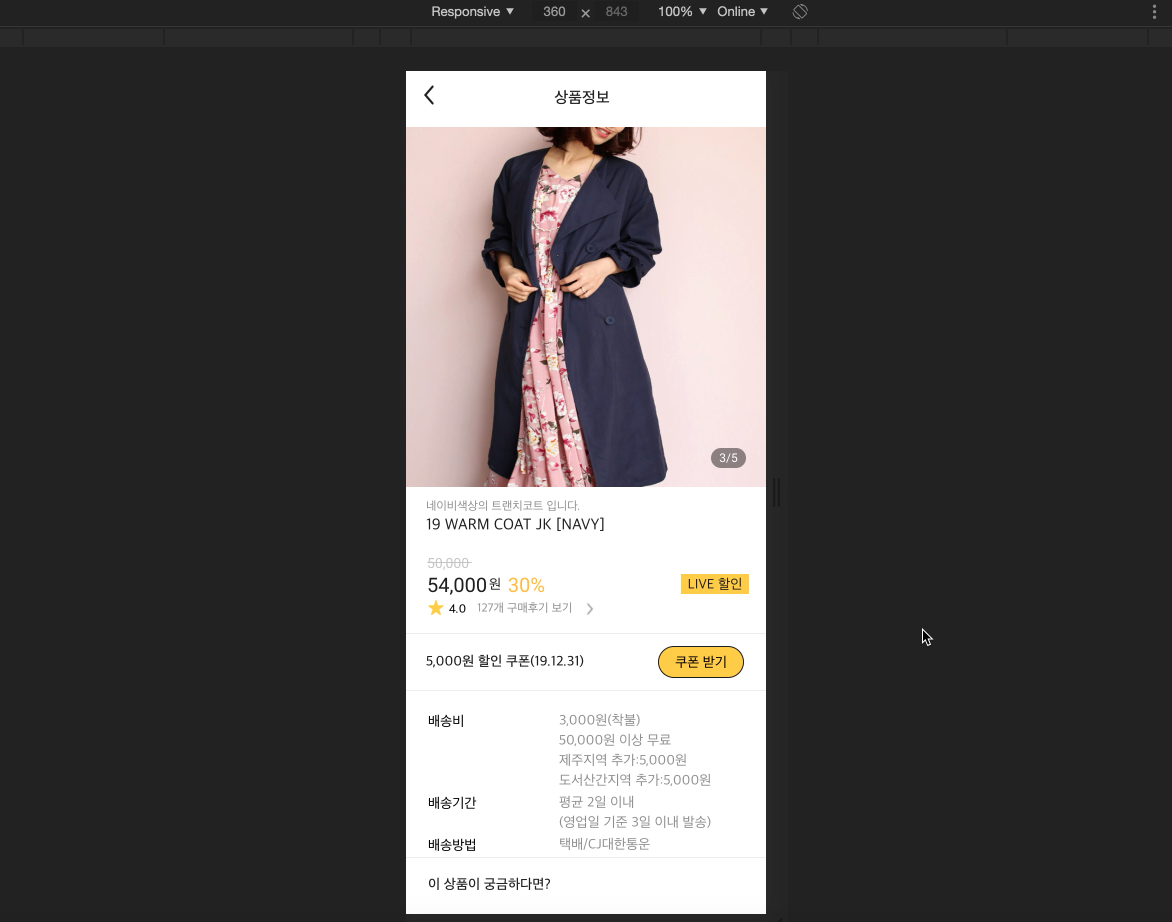 Responsive ▼ 360 × 843 100% ▼ Online ▼
상품정보
3/5
네이비색상의 트랜치코트 입니다.
19 WARM COAT JK [NAVY]
50,000
54,000원 30%
LIVE 할인
4.0 127개 구매후기 보기
5,000원 할인 쿠폰(19.12.31)
쿠폰 받기
배송비 3,000원(착불)
50,000원 이상 무료
제주지역 추가:5,000원
도서산간지역 추가:5,000원
배송기간 평균 2일 이내
(영업일 기준 3일 이내 발송)
배송방법 택배/CJ대한통운
이 상품이 궁금하다면?